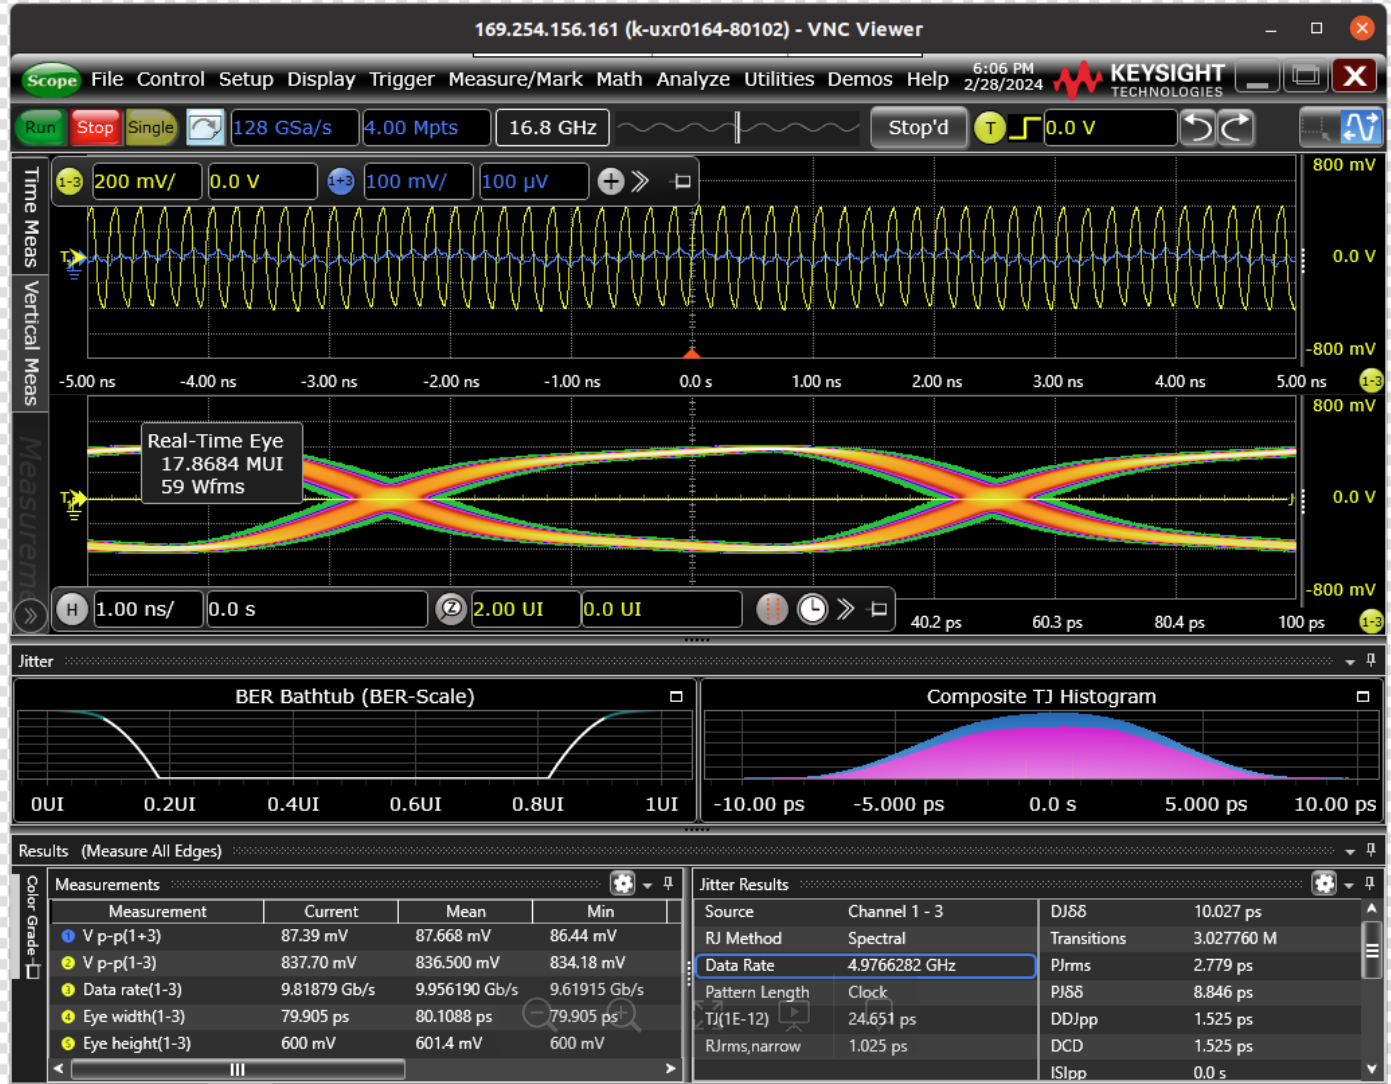 169.254.156.161 (k-uxr0164-80102) - VNC Viewer
Scope File Control Setup Display Trigger Measure/Mark Math Analyze Utilities Demos Help 6:06 PM 2/28/2024 KEYSIGHT TECHNOLOGIES
Run Stop Single 128 GSa/s 4.00 Mpts 16.8 GHz Stop'd T 0.0 V
Time Meas
Vertical Meas
1-3 200 mV/ 0.0 V 1+3 100 mV/ 100 µV
800 mV
0.0 V
-800 mV
-5.00 ns -4.00 ns -3.00 ns -2.00 ns -1.00 ns 0.0 s 1.00 ns 2.00 ns 3.00 ns 4.00 ns 5.00 ns 1-3
800 mV
Real-Time Eye
17.8684 MUI
59 Wfms
0.0 V
-800 mV
H 1.00 ns/ 0.0 s Z 2.00 UI 0.0 UI
40.2 ps 60.3 ps 80.4 ps 100 ps 1-3
Jitter
BER Bathtub (BER-Scale)
0UI 0.2UI 0.4UI 0.6UI 0.8UI 1UI
Composite TJ Histogram
-10.00 ps -5.000 ps 0.0 s 5.000 ps 10.00 ps
Results (Measure All Edges)
Color Grade
Measurements
Measurement Current Mean Min
1 V p-p(1+3) 87.39 mV 87.668 mV 86.44 mV
2 V p-p(1-3) 837.70 mV 836.500 mV 834.18 mV
3 Data rate(1-3) 9.81879 Gb/s 9.956190 Gb/s 9.61915 Gb/s
4 Eye width(1-3) 79.905 ps 80.1088 ps 79.905 ps
5 Eye height(1-3) 600 mV 601.4 mV 600 mV
Jitter Results
Source Channel 1 - 3 DJδδ 10.027 ps
RJ Method Spectral Transitions 3.027760 M
Data Rate 4.9766282 GHz PJrms 2.779 ps
Pattern Length Clock PJδδ 8.846 ps
TJ(1E-12) 24.651 ps DDJpp 1.525 ps
RJrms,narrow 1.025 ps DCD 1.525 ps
ISIpp 0.0 s